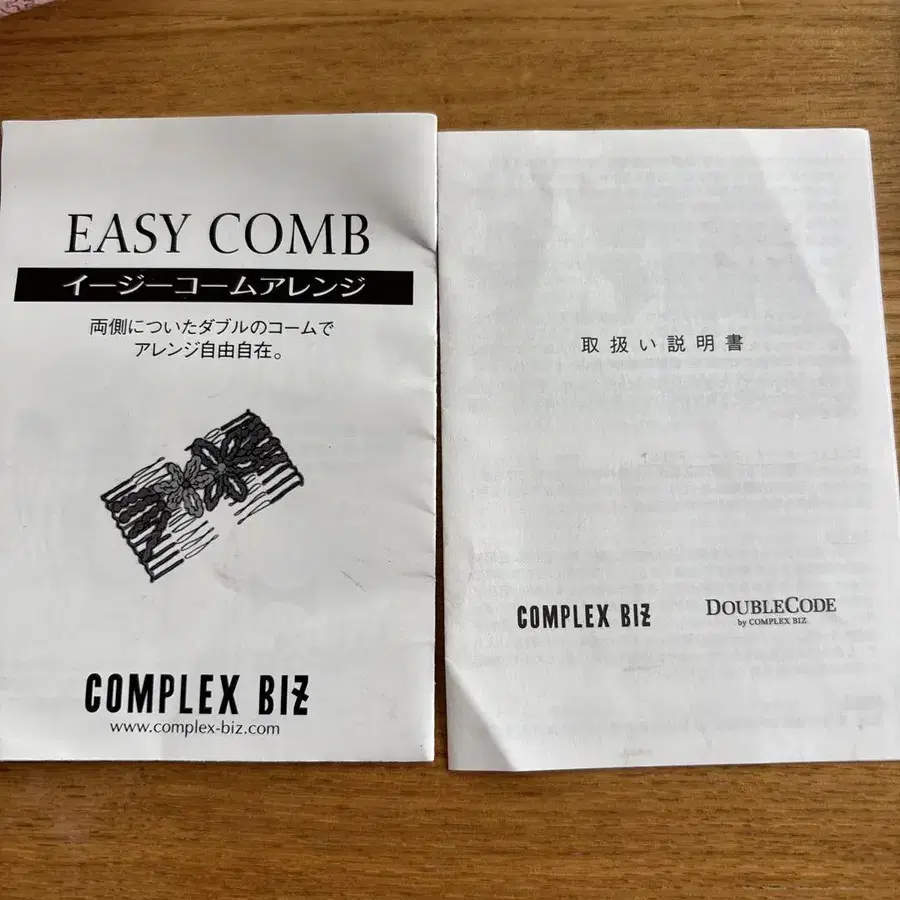 EASY COMB
イージーコームアレンジ
両側についたダブルのコームで
アレンジ自由自在。
COMPLEX BIZ
www.complex-biz.com
取扱い説明書
COMPLEX BIZ
DOUBLECODE
by COMPLEX BIZ